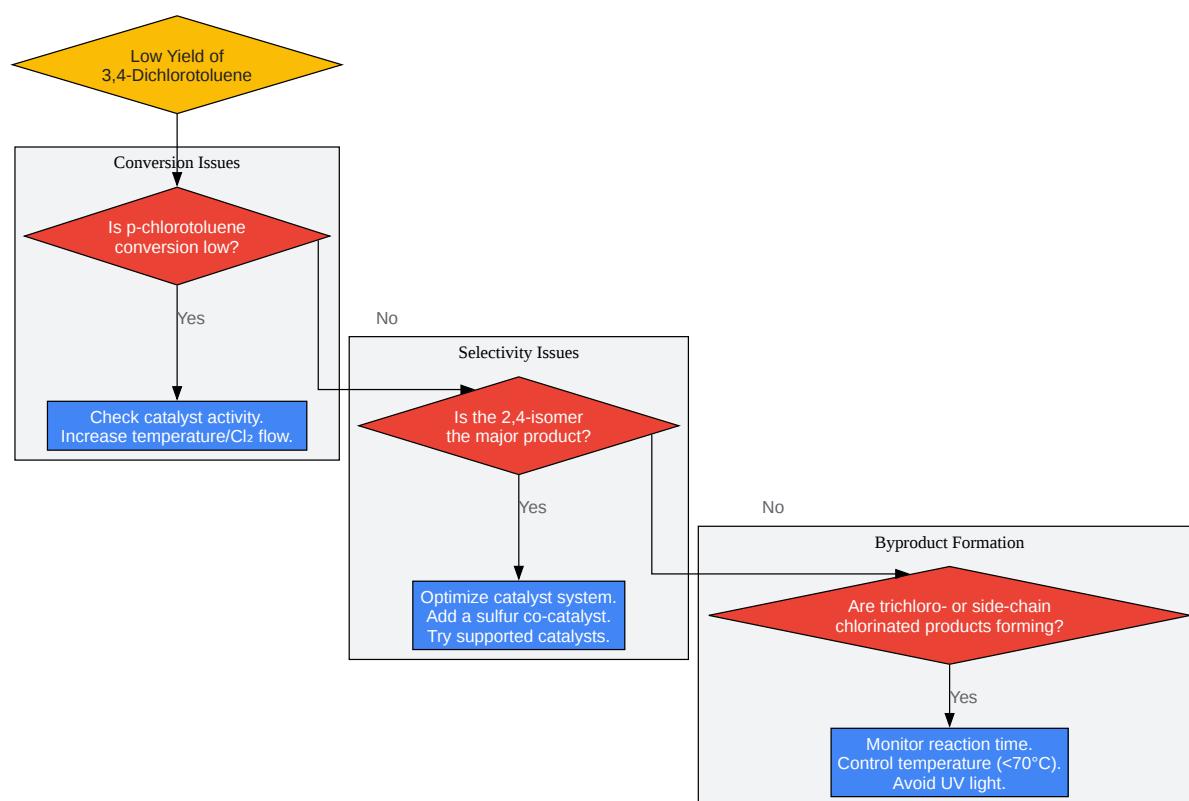 Low Yield of
3,4-Dichlorotoluene
Conversion Issues
Is p-chlorotoluene
conversion low?
Yes
No
Check catalyst activity.
Increase temperature/Cl₂ flow.
Selectivity Issues
Is the 2,4-isomer
the major product?
Yes
No
Optimize catalyst system.
Add a sulfur co-catalyst.
Try supported catalysts.
Byproduct Formation
Are trichloro- or side-chain
chlorinated products forming?
Yes
Monitor reaction time.
Control temperature (<70°C).
Avoid UV light.